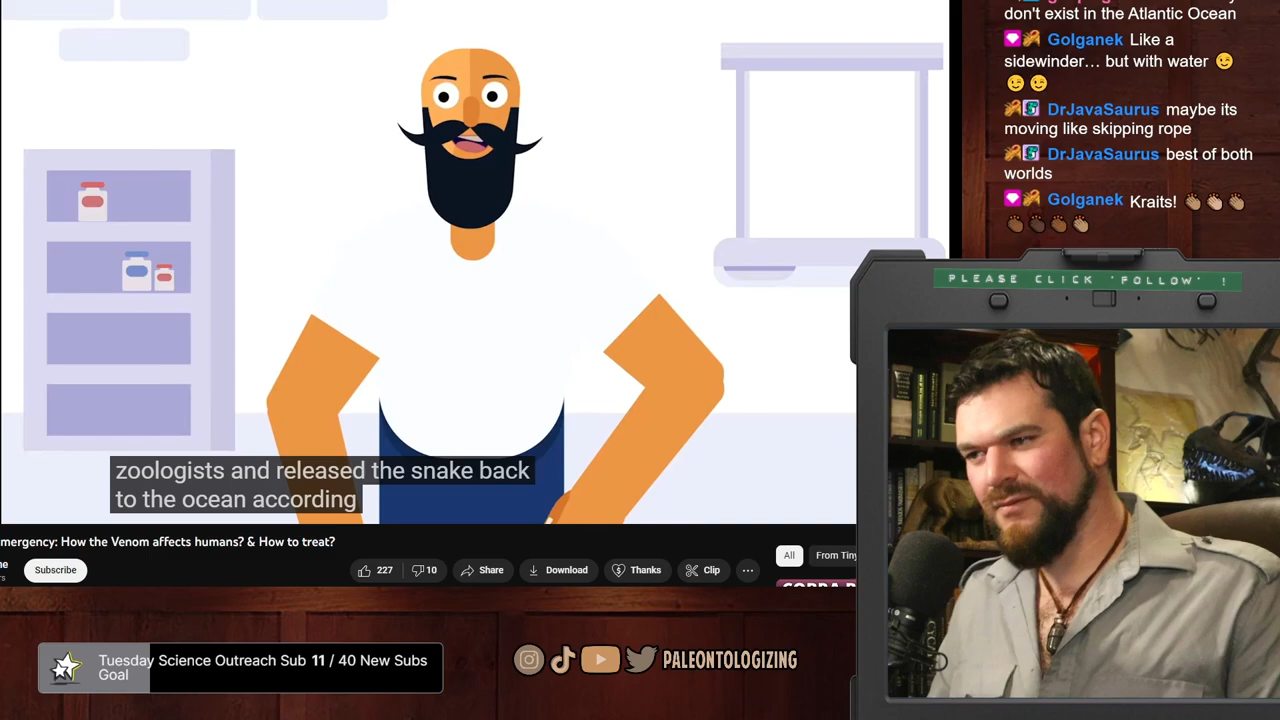 don't exist in the Atlantic Ocean
Golganek Like a
sidewinder… but with water 😉
😉 😉
DrJavaSaurus maybe its
moving like skipping rope
DrJavaSaurus best of both
worlds
Golganek Kraits! 👏🏽 👏🏼 👏🏽
👏🏾 👏🏿 👏🏾 👏🏽
PLEASE CLICK 'FOLLOW' !
zoologists and released the snake back
to the ocean according
mergency: How the Venom affects humans? & How to treat?
Subscribe
227
10
Share
Download
Thanks
Clip
All
From Tiny
Tuesday Science Outreach Sub 11 / 40 New Subs
Goal
PALEONTOLOGIZING